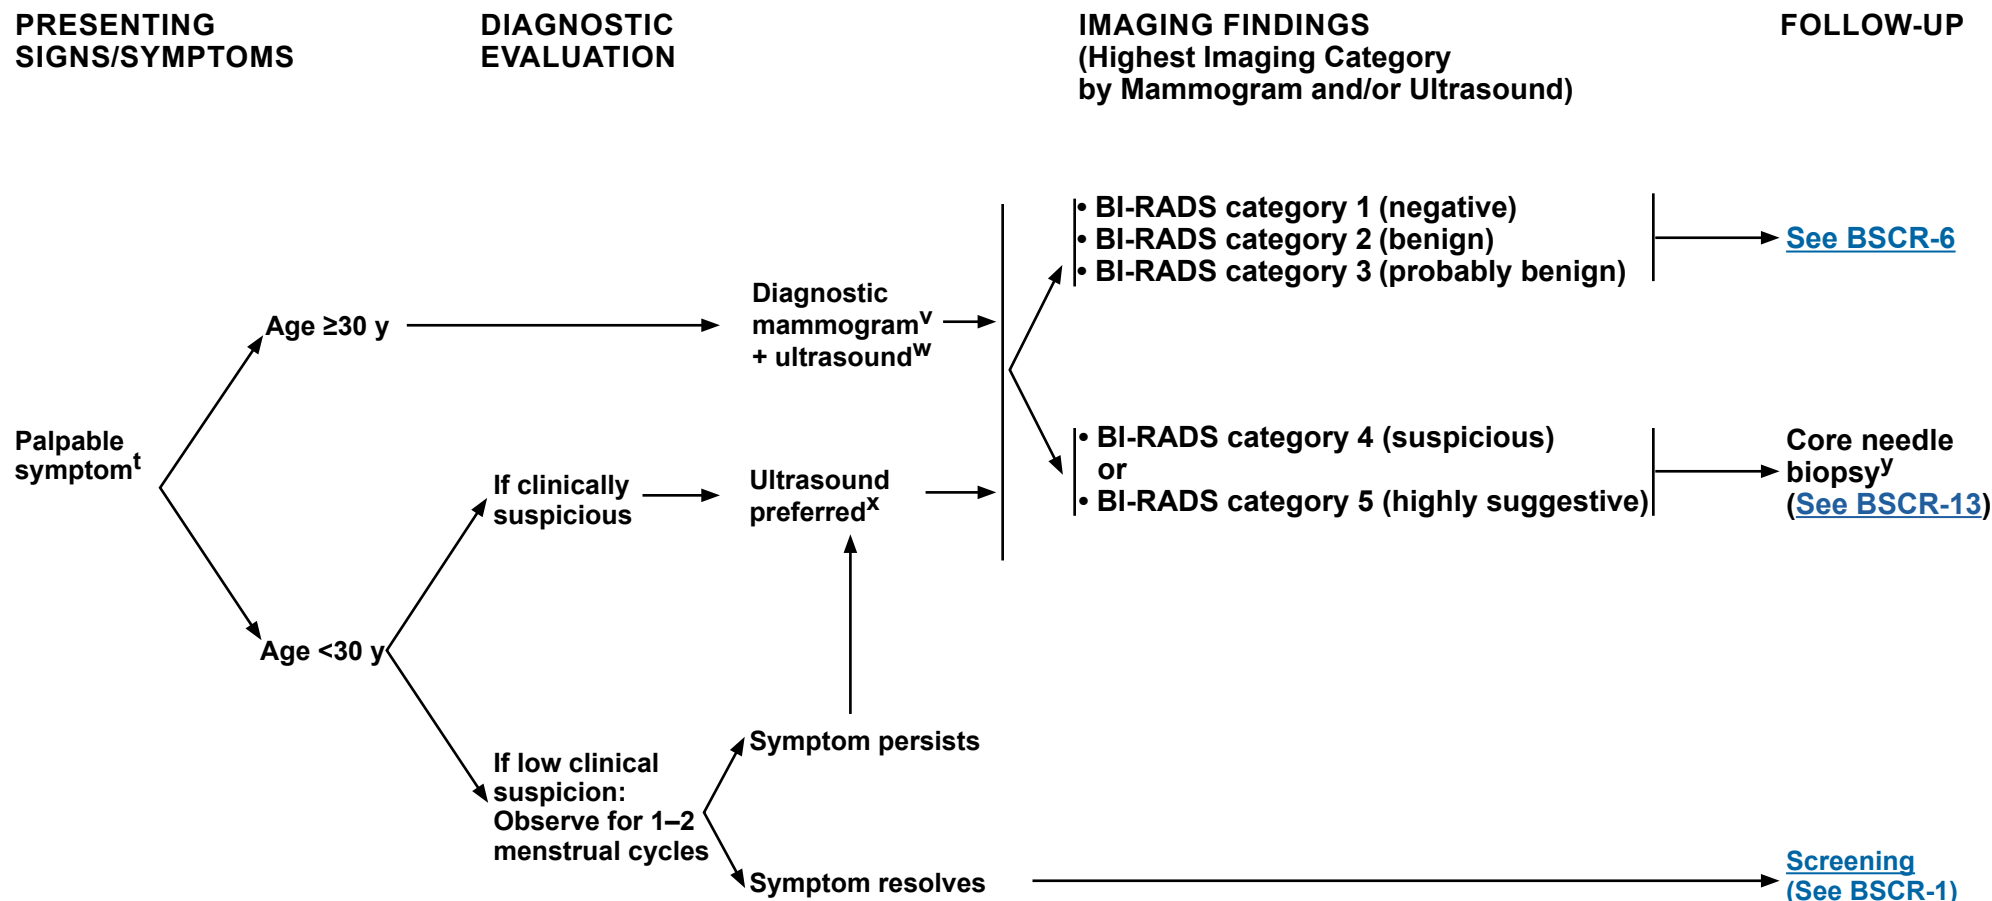 PRESENTING
SIGNS/SYMPTOMS
DIAGNOSTIC
EVALUATION
IMAGING FINDINGS
(Highest Imaging Category
by Mammogram and/or Ultrasound)
FOLLOW-UP
Palpable
symptomᵗ
Age ≥30 y
Diagnostic
mammogramᵛ
+ ultrasoundʷ
• BI-RADS category 1 (negative)
• BI-RADS category 2 (benign)
• BI-RADS category 3 (probably benign)
See BSCR-6
Age <30 y
If clinically
suspicious
Ultrasound
preferredˣ
• BI-RADS category 4 (suspicious)
or
• BI-RADS category 5 (highly suggestive)
Core needle
biopsyʸ
(See BSCR-13)
If low clinical
suspicion:
Observe for 1–2
menstrual cycles
Symptom persists
Symptom resolves
Screening
(See BSCR-1)